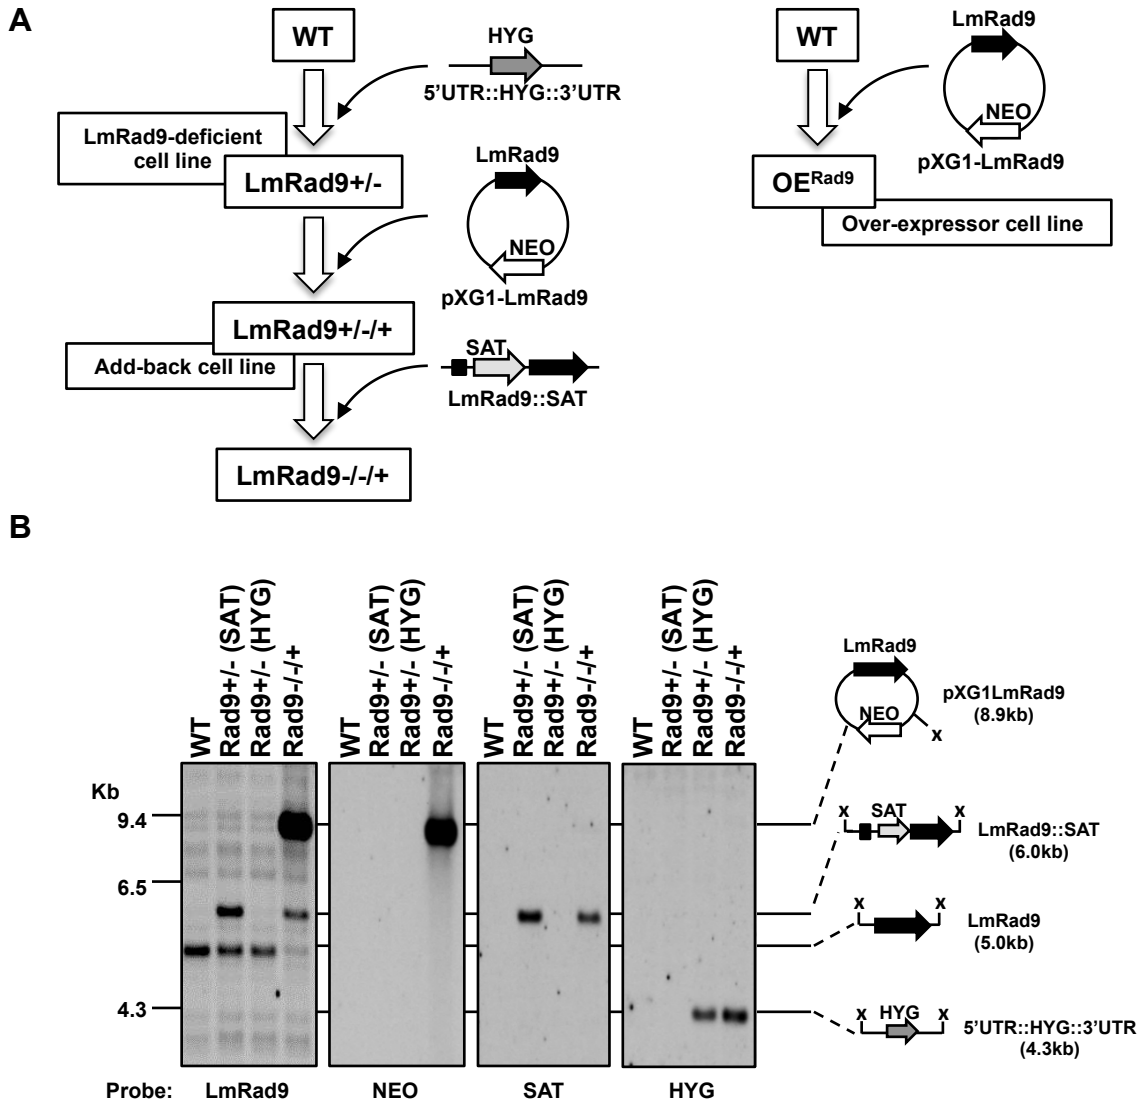 A
WT
HYG
5’UTR::HYG::3’UTR
LmRad9-deficient
cell line
LmRad9+/-
LmRad9
NEO
pXG1-LmRad9
LmRad9+/-/+
Add-back cell line
SAT
LmRad9::SAT
LmRad9-/-/+
WT
LmRad9
NEO
pXG1-LmRad9
OERad9
Over-expressor cell line
B
WT
Rad9+/- (SAT)
Rad9+/- (HYG)
Rad9-/-/+
WT
Rad9+/- (SAT)
Rad9+/- (HYG)
Rad9-/-/+
WT
Rad9+/- (SAT)
Rad9+/- (HYG)
Rad9-/-/+
WT
Rad9+/- (SAT)
Rad9+/- (HYG)
Rad9-/-/+
Kb
9.4
6.5
4.3
LmRad9
NEO
x
pXG1LmRad9
(8.9kb)
x SAT x
LmRad9::SAT
(6.0kb)
x x
LmRad9
(5.0kb)
x HYG x
5’UTR::HYG::3’UTR
(4.3kb)
Probe: LmRad9 NEO SAT HYG